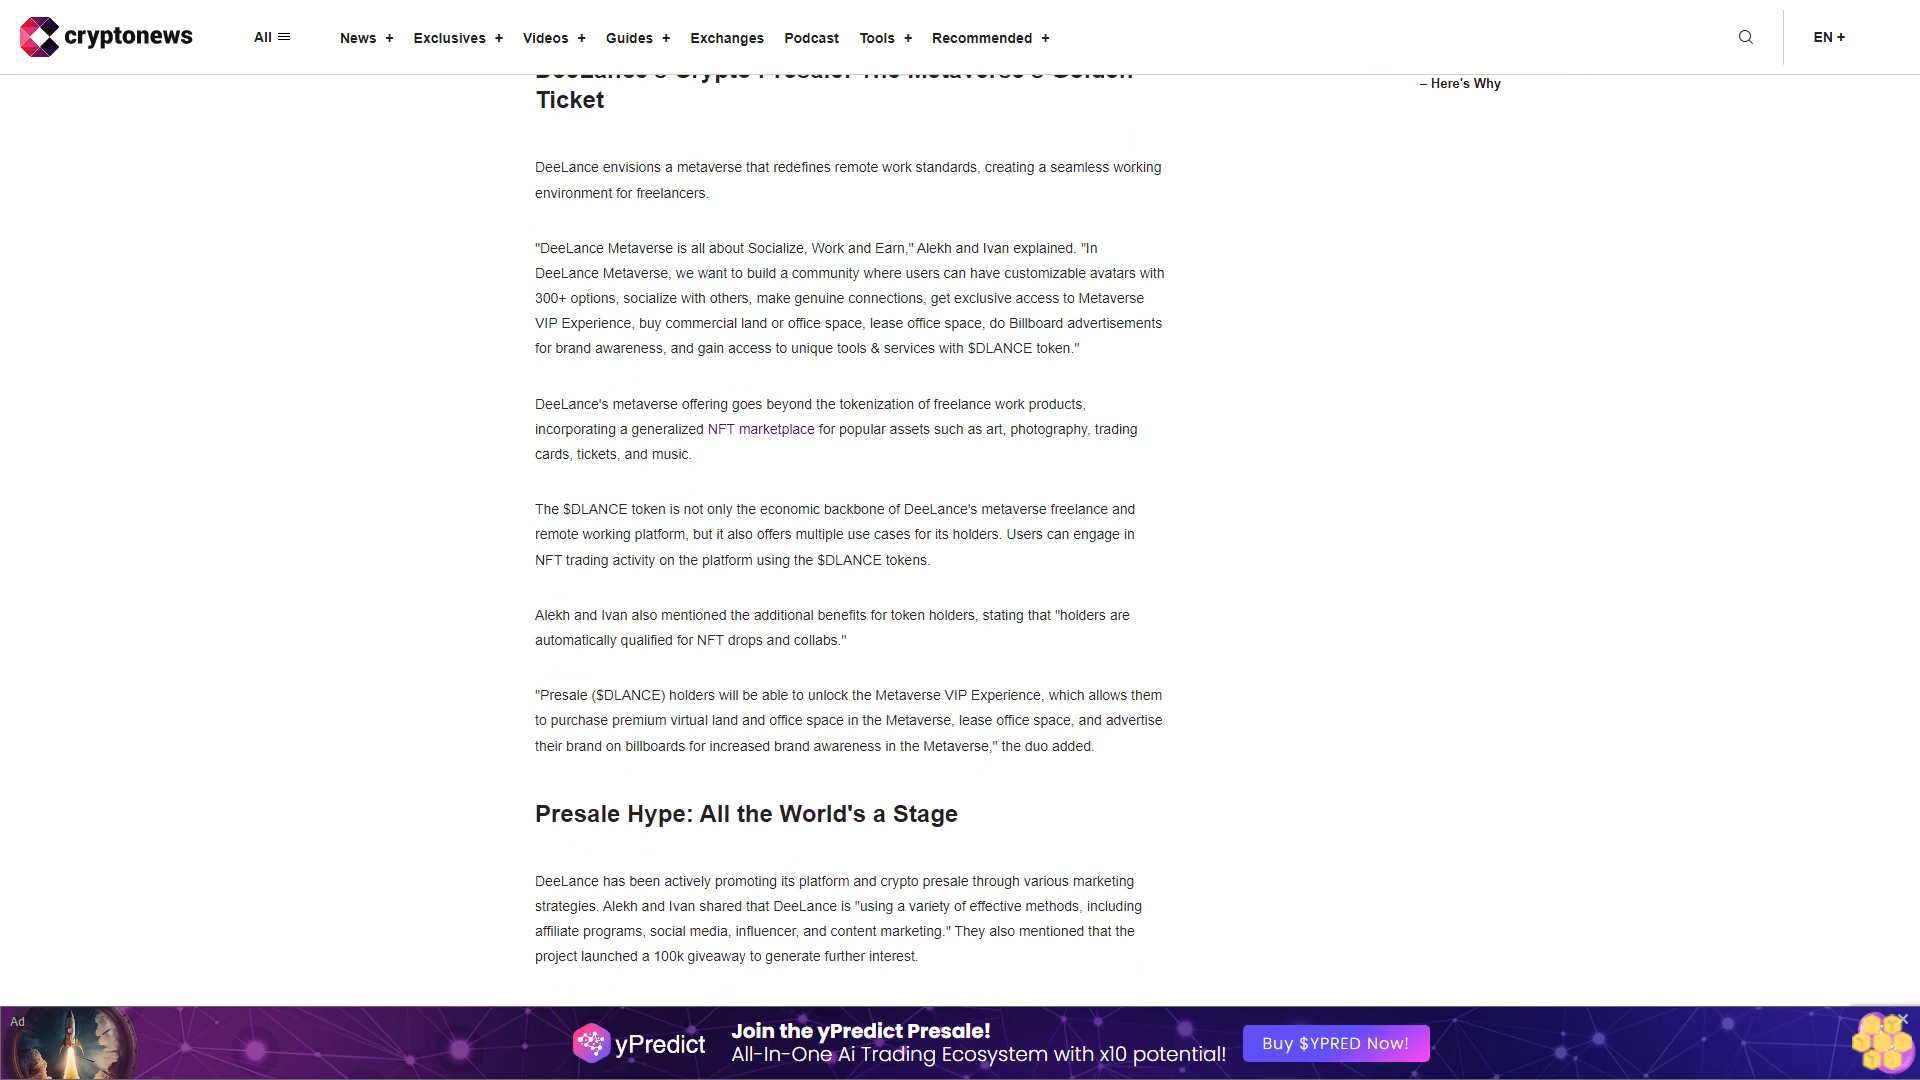 cryptonews
All
News +
Exclusives +
Videos +
Guides +
Exchanges
Podcast
Tools +
Recommended +
EN +
DeeLance's Crypto Presale: The Metaverse's Golden
Ticket
– Here's Why
DeeLance envisions a metaverse that redefines remote work standards, creating a seamless working
environment for freelancers.
"DeeLance Metaverse is all about Socialize, Work and Earn," Alekh and Ivan explained. "In
DeeLance Metaverse, we want to build a community where users can have customizable avatars with
300+ options, socialize with others, make genuine connections, get exclusive access to Metaverse
VIP Experience, buy commercial land or office space, lease office space, do Billboard advertisements
for brand awareness, and gain access to unique tools & services with $DLANCE token."
DeeLance's metaverse offering goes beyond the tokenization of freelance work products,
incorporating a generalized NFT marketplace for popular assets such as art, photography, trading
cards, tickets, and music.
The $DLANCE token is not only the economic backbone of DeeLance's metaverse freelance and
remote working platform, but it also offers multiple use cases for its holders. Users can engage in
NFT trading activity on the platform using the $DLANCE tokens.
Alekh and Ivan also mentioned the additional benefits for token holders, stating that "holders are
automatically qualified for NFT drops and collabs."
"Presale ($DLANCE) holders will be able to unlock the Metaverse VIP Experience, which allows them
to purchase premium virtual land and office space in the Metaverse, lease office space, and advertise
their brand on billboards for increased brand awareness in the Metaverse," the duo added.
Presale Hype: All the World's a Stage
DeeLance has been actively promoting its platform and crypto presale through various marketing
strategies. Alekh and Ivan shared that DeeLance is "using a variety of effective methods, including
affiliate programs, social media, influencer, and content marketing." They also mentioned that the
project launched a 100k giveaway to generate further interest.
Ad
yPredict
Join the yPredict Presale!
All-In-One Ai Trading Ecosystem with x10 potential!
Buy $YPRED Now!